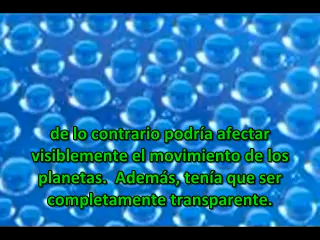 de lo contrario podría afectar
visiblemente el movimiento de los
planetas.  Además, tenía que ser
completamente transparente.